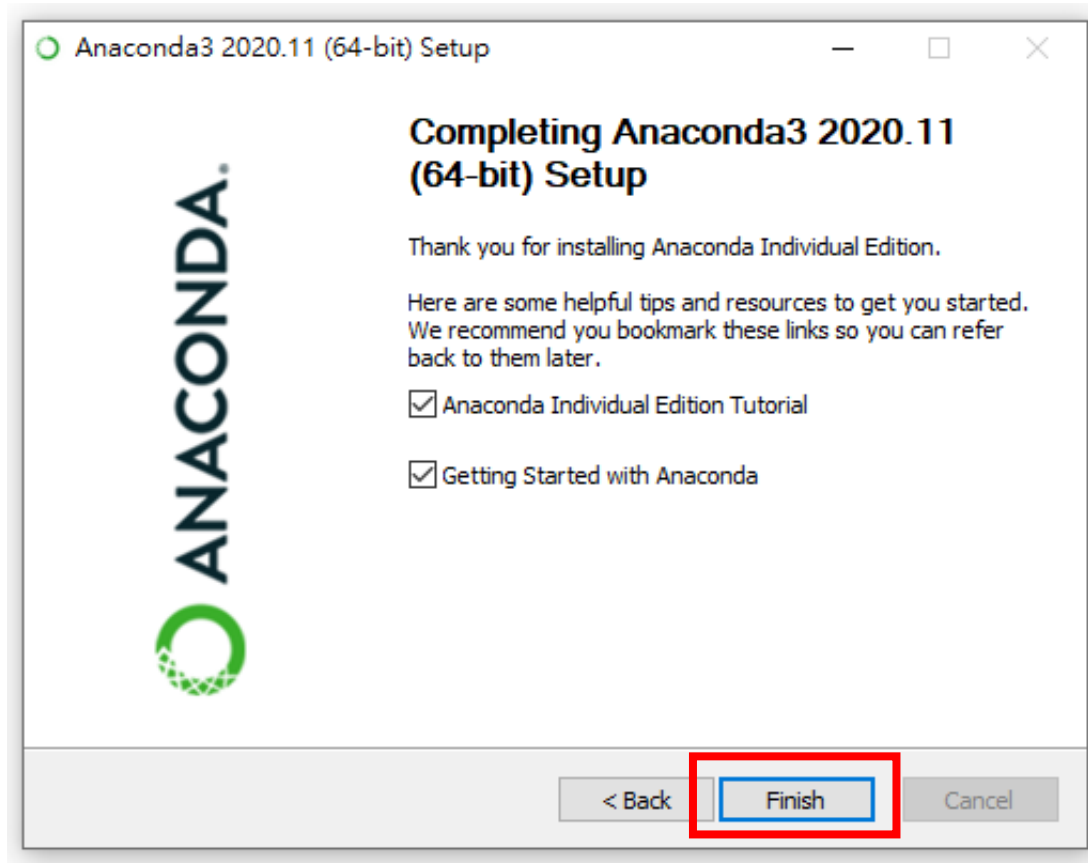 Anaconda3 2020.11 (64-bit) Setup
Completing Anaconda3 2020.11
(64-bit) Setup
Thank you for installing Anaconda Individual Edition.
Here are some helpful tips and resources to get you started.
We recommend you bookmark these links so you can refer
back to them later.
Anaconda Individual Edition Tutorial
Getting Started with Anaconda
ANACONDA.
< Back
Finish
Cancel